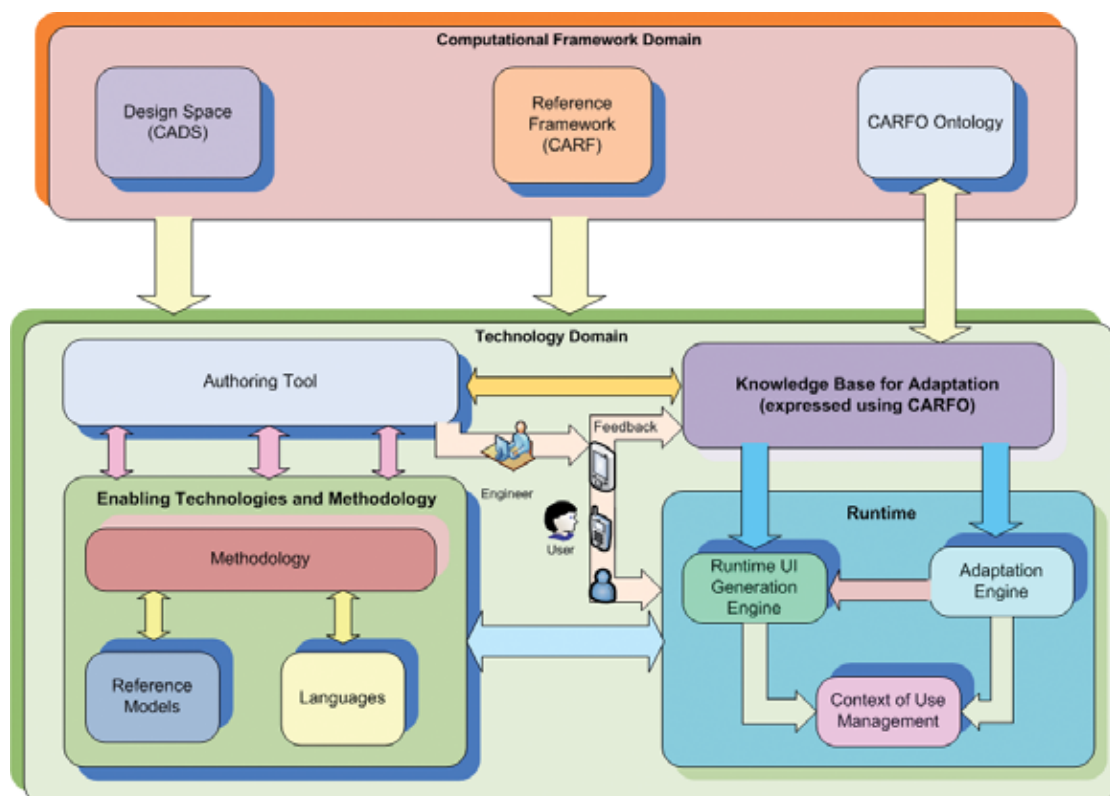 Computational Framework Domain
Design Space
(CADS)
Reference
Framework
(CARF)
CARFO Ontology
Technology Domain
Authoring Tool
Knowledge Base for Adaptation
(expressed using CARFO)
Feedback
Engineer
User
Enabling Technologies and Methodology
Methodology
Reference
Models
Languages
Runtime
Runtime UI
Generation
Engine
Adaptation
Engine
Context of Use
Management